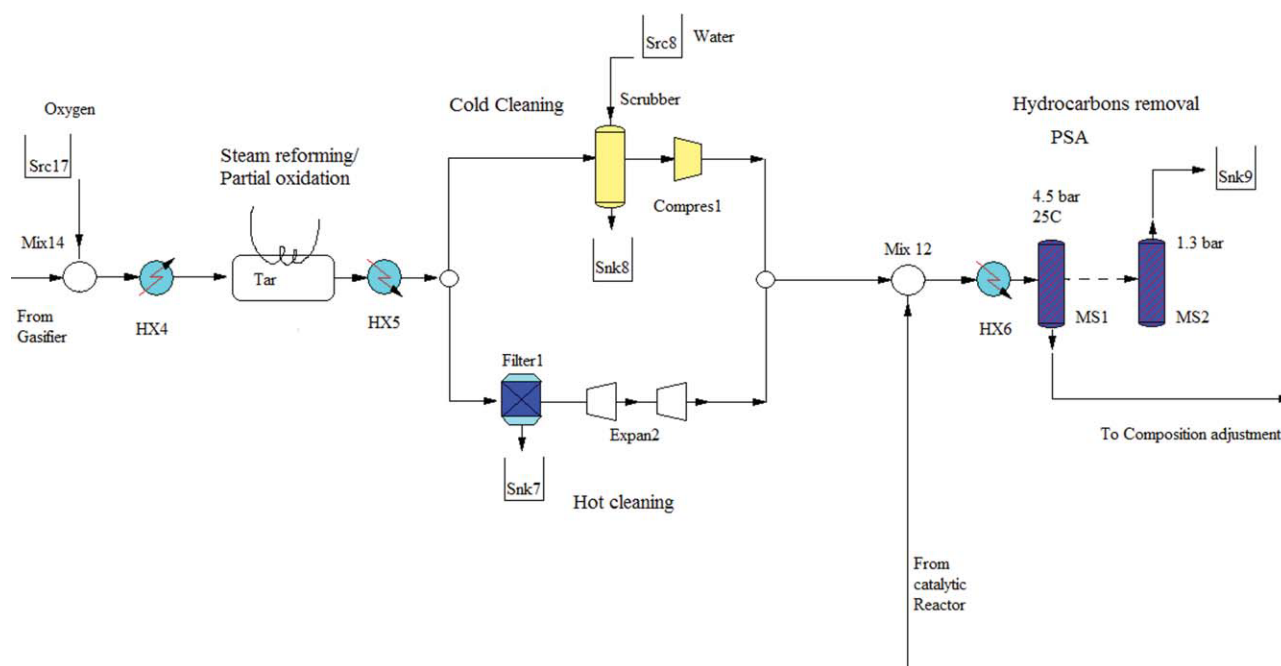 Oxygen
Src17
Mix14
From
Gasifier
HX4
Steam reforming/
Partial oxidation
Tar
HX5
Cold Cleaning
Src8
Water
Scrubber
Compres1
Snk8
Filter1
Expan2
Snk7
Hot cleaning
Mix 12
From
catalytic
Reactor
HX6
Hydrocarbons removal
PSA
4.5 bar
25C
MS1
1.3 bar
MS2
Snk9
To Composition adjustment